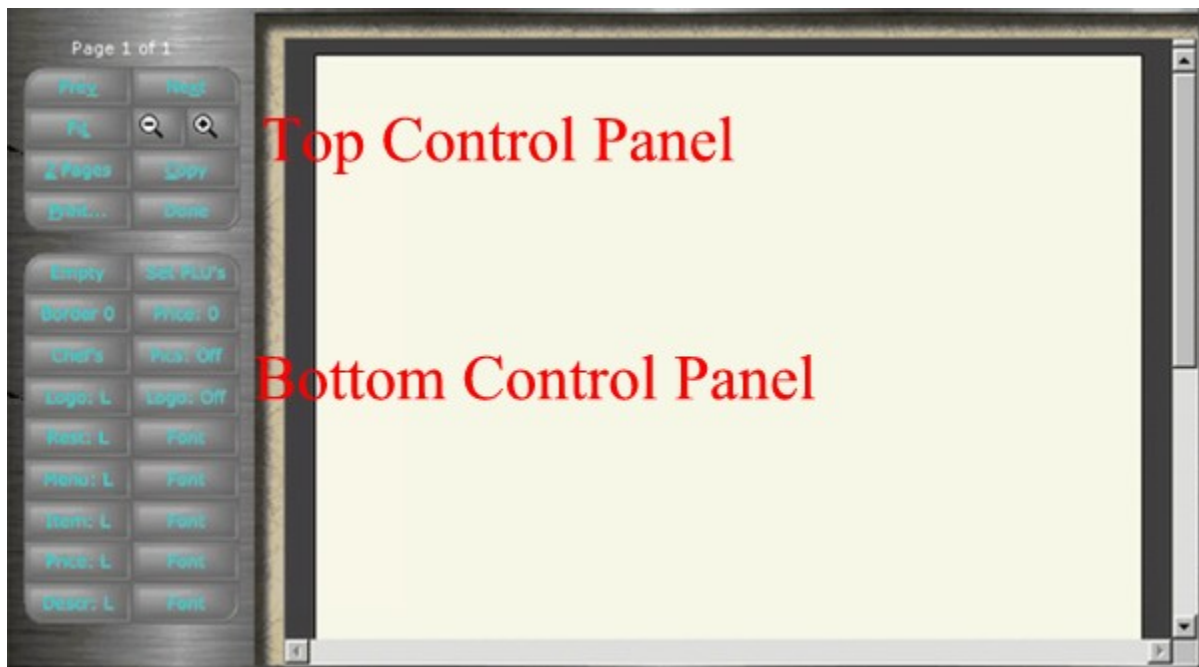 Page 1 of 1
Prev Next
Fit
2 Pages Copy
Print... Done
Top Control Panel
Empty Set PLU's
Border 0 Price: 0
Chef's Pics: Off
Logo: L Logo: Off
Bottom Control Panel
Rest: L Font
Menu: L Font
Item: L Font
Price: L Font
Descr: L Font